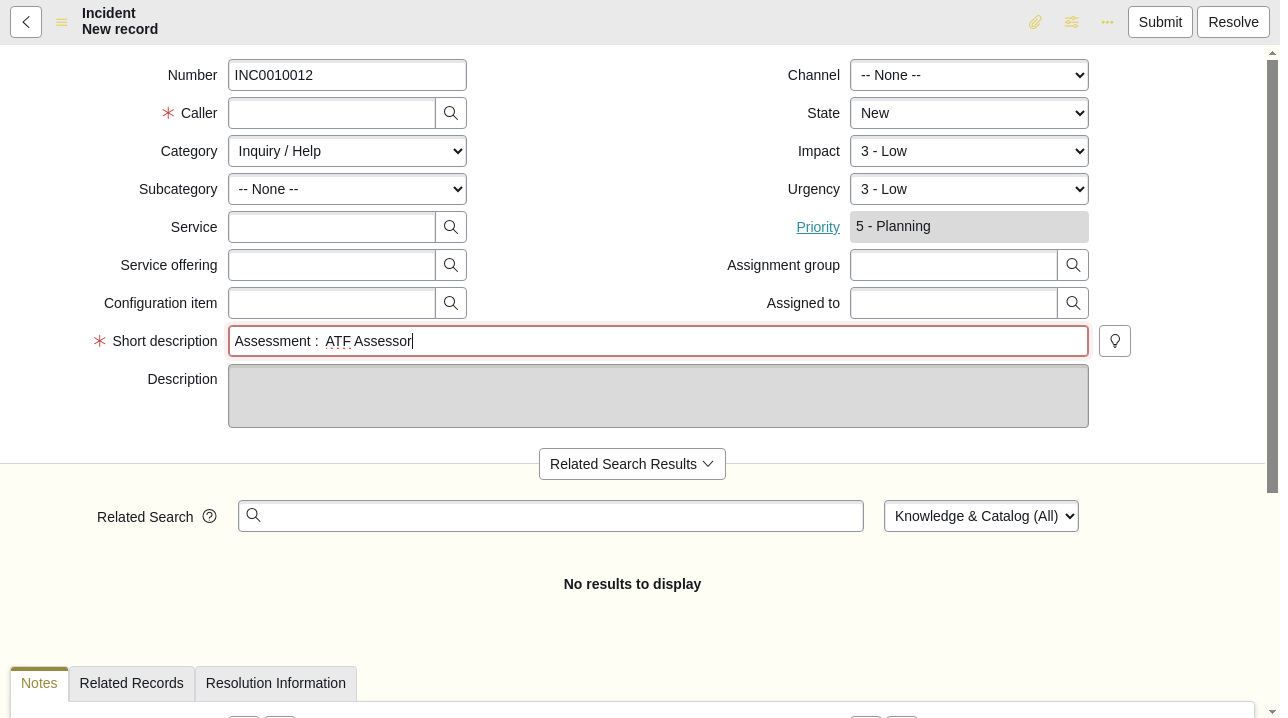 Incident
New record
Submit
Resolve
Number
INC0010012
Channel
-- None --
Caller
State
New
Category
Inquiry / Help
Impact
3 - Low
Subcategory
-- None --
Urgency
3 - Low
Service
Priority
5 - Planning
Service offering
Assignment group
Configuration item
Assigned to
Short description
Assessment :  ATF Assessor
Description
Related Search Results
Related Search
Knowledge & Catalog (All)
No results to display
Notes
Related Records
Resolution Information